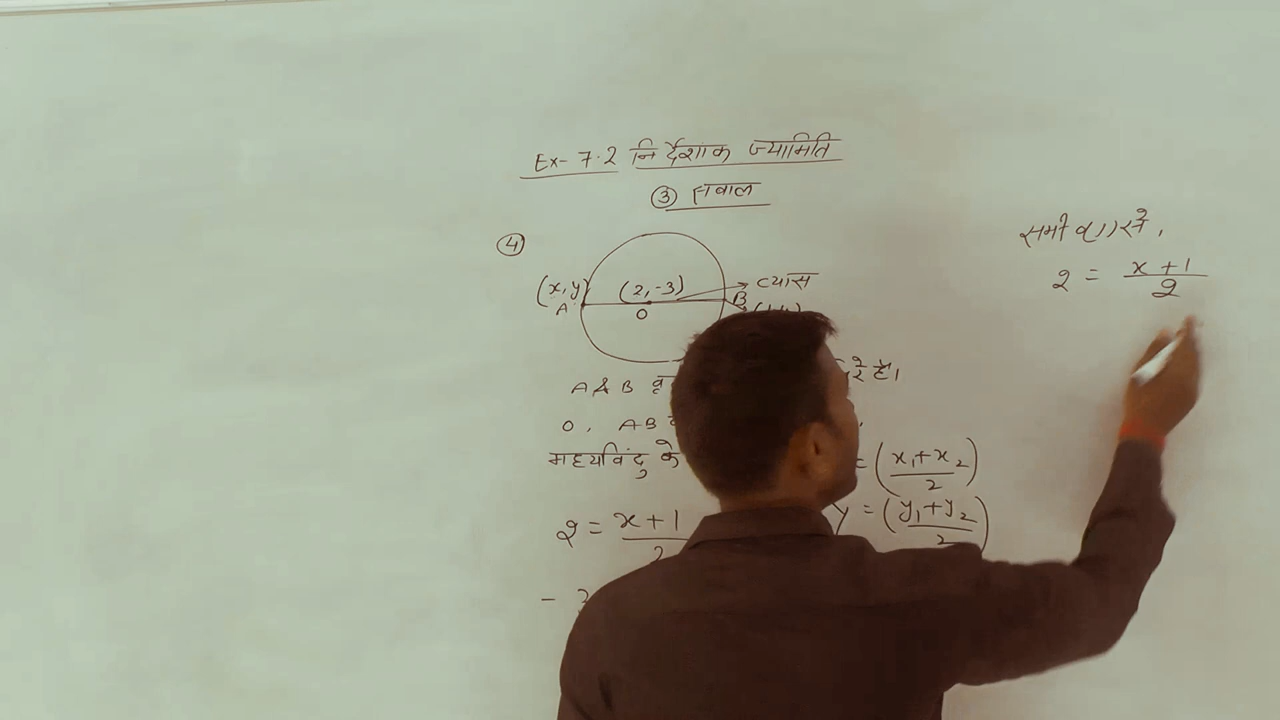 Ex- 7.2 निर्देशांक ज्यामिति
③ सवाल
④
(x, y) (2, -3) व्यास
A O B
A & B
O, AB
मध्यबिंदु के = (x₁+x₂/2)
2 = x+1/2 y = (y₁+y₂/2)
-
समी (1) से,
2 = x+1/2